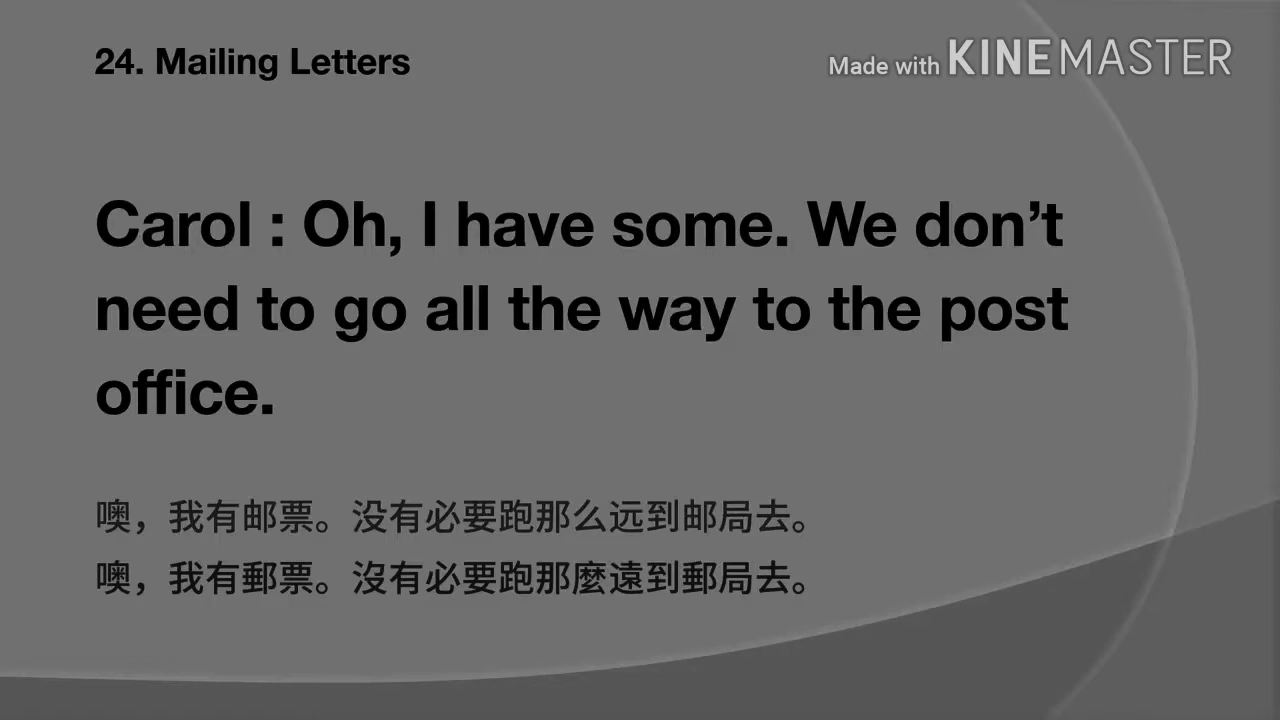 24. Mailing Letters
Made with KINEMASTER
Carol : Oh, I have some. We don’t
need to go all the way to the post
office.
噢，我有邮票。没有必要跑那么远到邮局去。
噢，我有郵票。沒有必要跑那麼遠到郵局去。